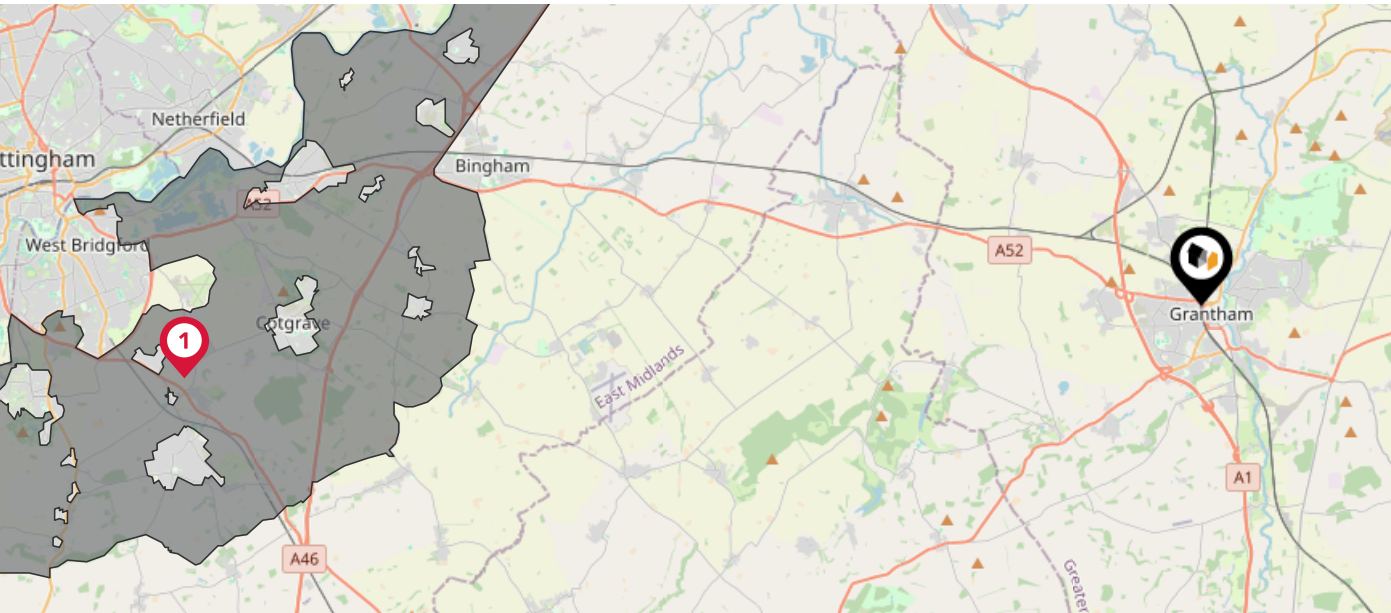 Netherfield
ttingham
Bingham
A52
West Bridgford
A52
Grantham
Cotgrave
1
East Midlands
A1
A46
Greater